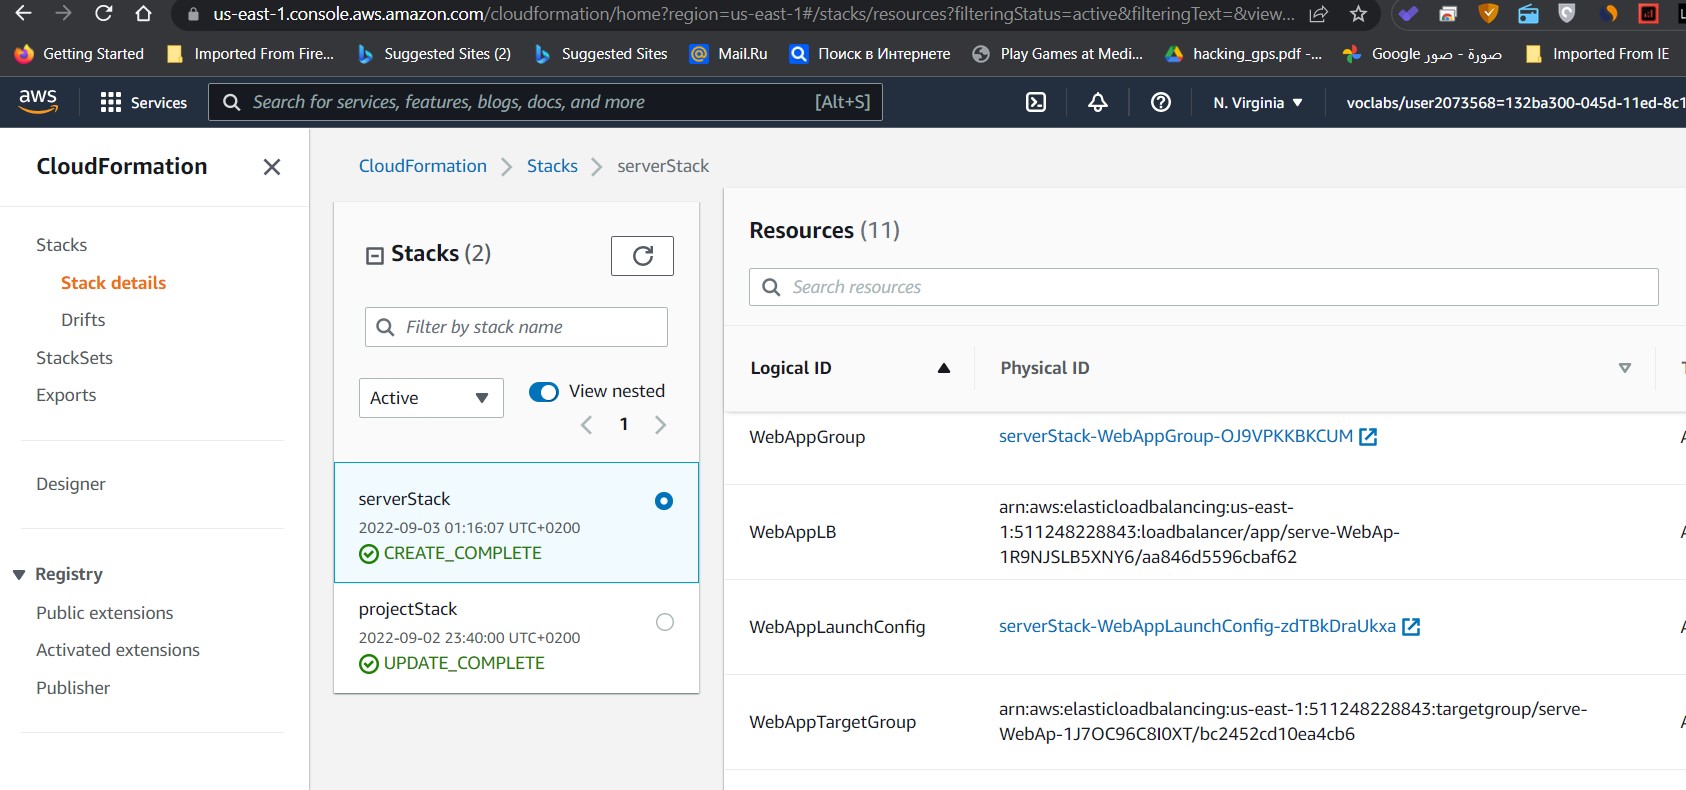 us-east-1.console.aws.amazon.com/cloudformation/home?region=us-east-1#/stacks/resources?filteringStatus=active&filteringText=&view...
Getting Started
Imported From Fire...
Suggested Sites (2)
Suggested Sites
Mail.Ru
Поиск в Интернете
Play Games at Medi...
hacking_gps.pdf -...
صورة - صور Google
Imported From IE
aws
Services
Search for services, features, blogs, docs, and more
[Alt+S]
N. Virginia
voclabs/user2073568=132ba300-045d-11ed-8c1
CloudFormation
Stacks
Stack details
Drifts
StackSets
Exports
Designer
Registry
Public extensions
Activated extensions
Publisher
CloudFormation
Stacks
serverStack
Stacks (2)
Filter by stack name
Active
View nested
1
serverStack
2022-09-03 01:16:07 UTC+0200
CREATE_COMPLETE
projectStack
2022-09-02 23:40:00 UTC+0200
UPDATE_COMPLETE
Resources (11)
Search resources
Logical ID
Physical ID
WebAppGroup
serverStack-WebAppGroup-OJ9VPKKBKCUM
WebAppLB
arn:aws:elasticloadbalancing:us-east-
1:511248228843:loadbalancer/app/serve-WebAp-
1R9NJSLB5XNY6/aa846d5596cbaf62
WebAppLaunchConfig
serverStack-WebAppLaunchConfig-zdTBkDraUkxa
WebAppTargetGroup
arn:aws:elasticloadbalancing:us-east-1:511248228843:targetgroup/serve-
WebAp-1J7OC96C8I0XT/bc2452cd10ea4cb6